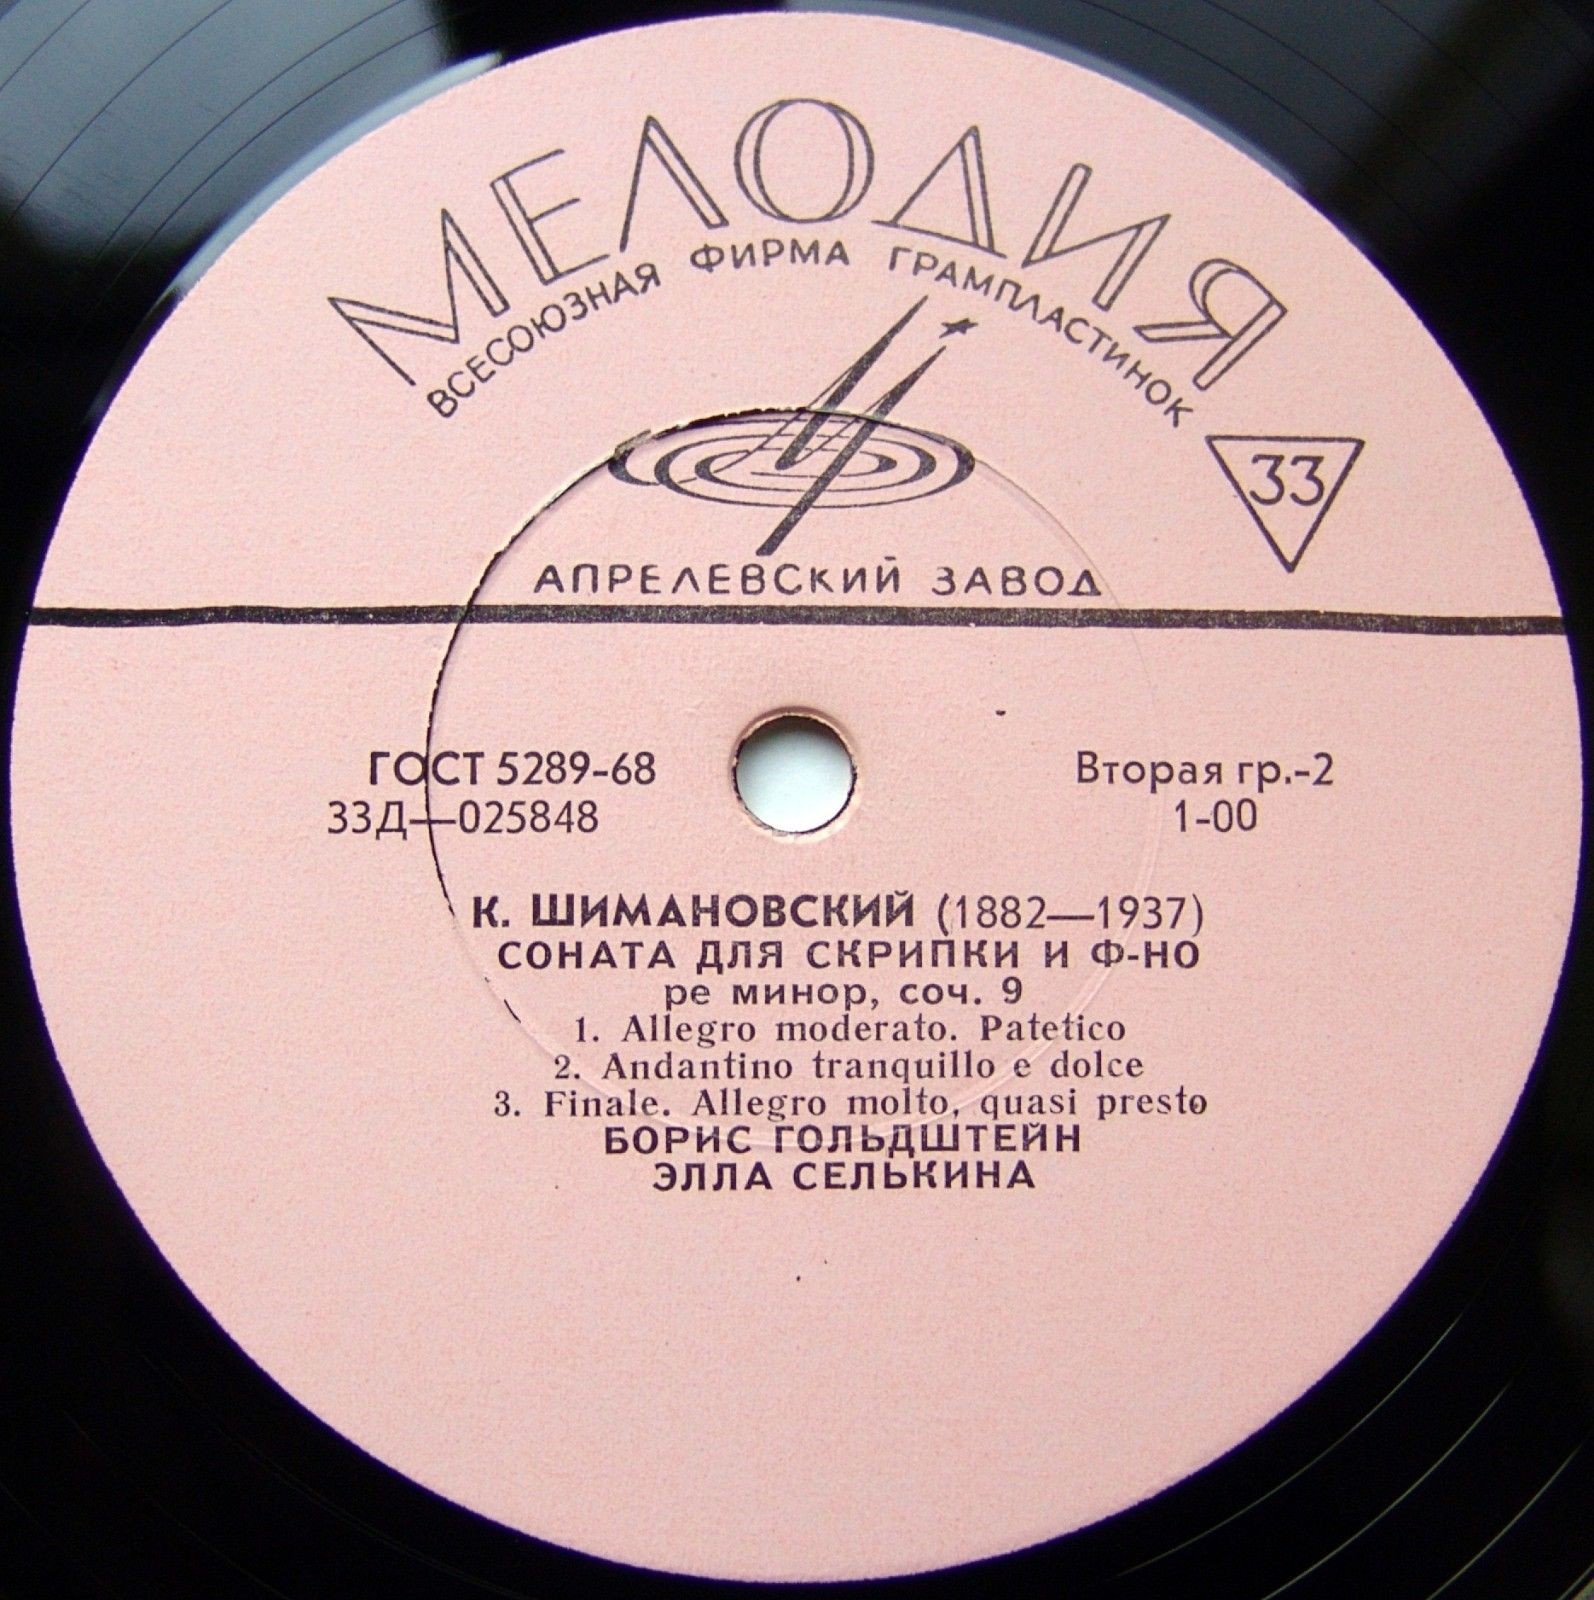 МЕЛОДИЯ
ВСЕСОЮЗНАЯ ФИРМА ГРАМПЛАСТИНОК
33
АПРЕЛЕВСКИЙ ЗАВОД
ГОСТ 5289-68
Вторая гр.-2
33Д—025848
1-00
К. ШИМАНОВСКИЙ (1882—1937)
СОНАТА ДЛЯ СКРИПКИ И Ф-НО
ре минор, соч. 9
1. Allegro moderato. Patetico
2. Andantino tranquillo e dolce
3. Finale. Allegro molto, quasi presto
БОРИС ГОЛЬДШТЕЙН
ЭЛЛА СЕЛЬКИНА